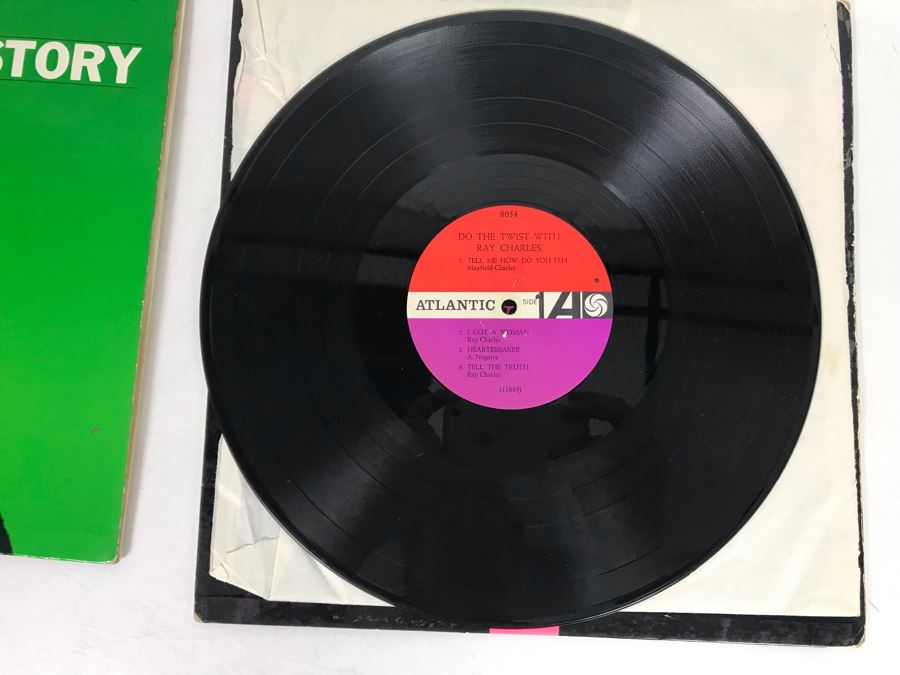 STORY
8054
DO THE TWIST WITH
RAY CHARLES
1. TELL ME HOW DO YOU FEEL
Mayfield-Charles
ATLANTIC SIDE 1 A
2. I GOT A WOMAN
Ray Charles
3. HEARTBREAKER
A. Nugetre
4. TELL THE TRUTH
Ray Charles
(11889)